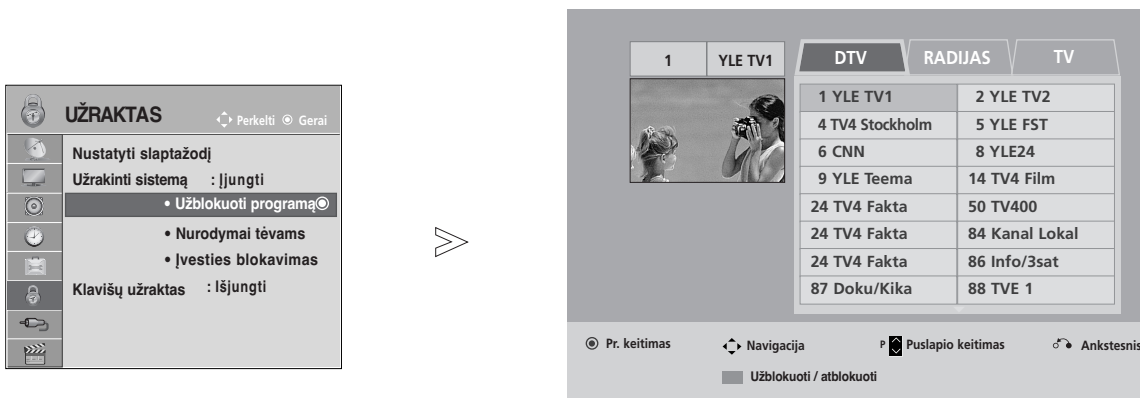 UŽRAKTAS
Perkelti Gerai
Nustatyti slaptažodį
Užrakinti sistemą : Įjungti
• Užblokuoti programą
• Nurodymai tėvams
• Įvesties blokavimas
Klavišų užraktas : Išjungti
1 YLE TV1
DTV RADIJAS TV
1 YLE TV1 2 YLE TV2
4 TV4 Stockholm 5 YLE FST
6 CNN 8 YLE24
9 YLE Teema 14 TV4 Film
24 TV4 Fakta 50 TV400
24 TV4 Fakta 84 Kanal Lokal
24 TV4 Fakta 86 Info/3sat
87 Doku/Kika 88 TVE 1
Pr. keitimas Navigacija P Puslapio keitimas Ankstesnis
Užblokuoti / atblokuoti